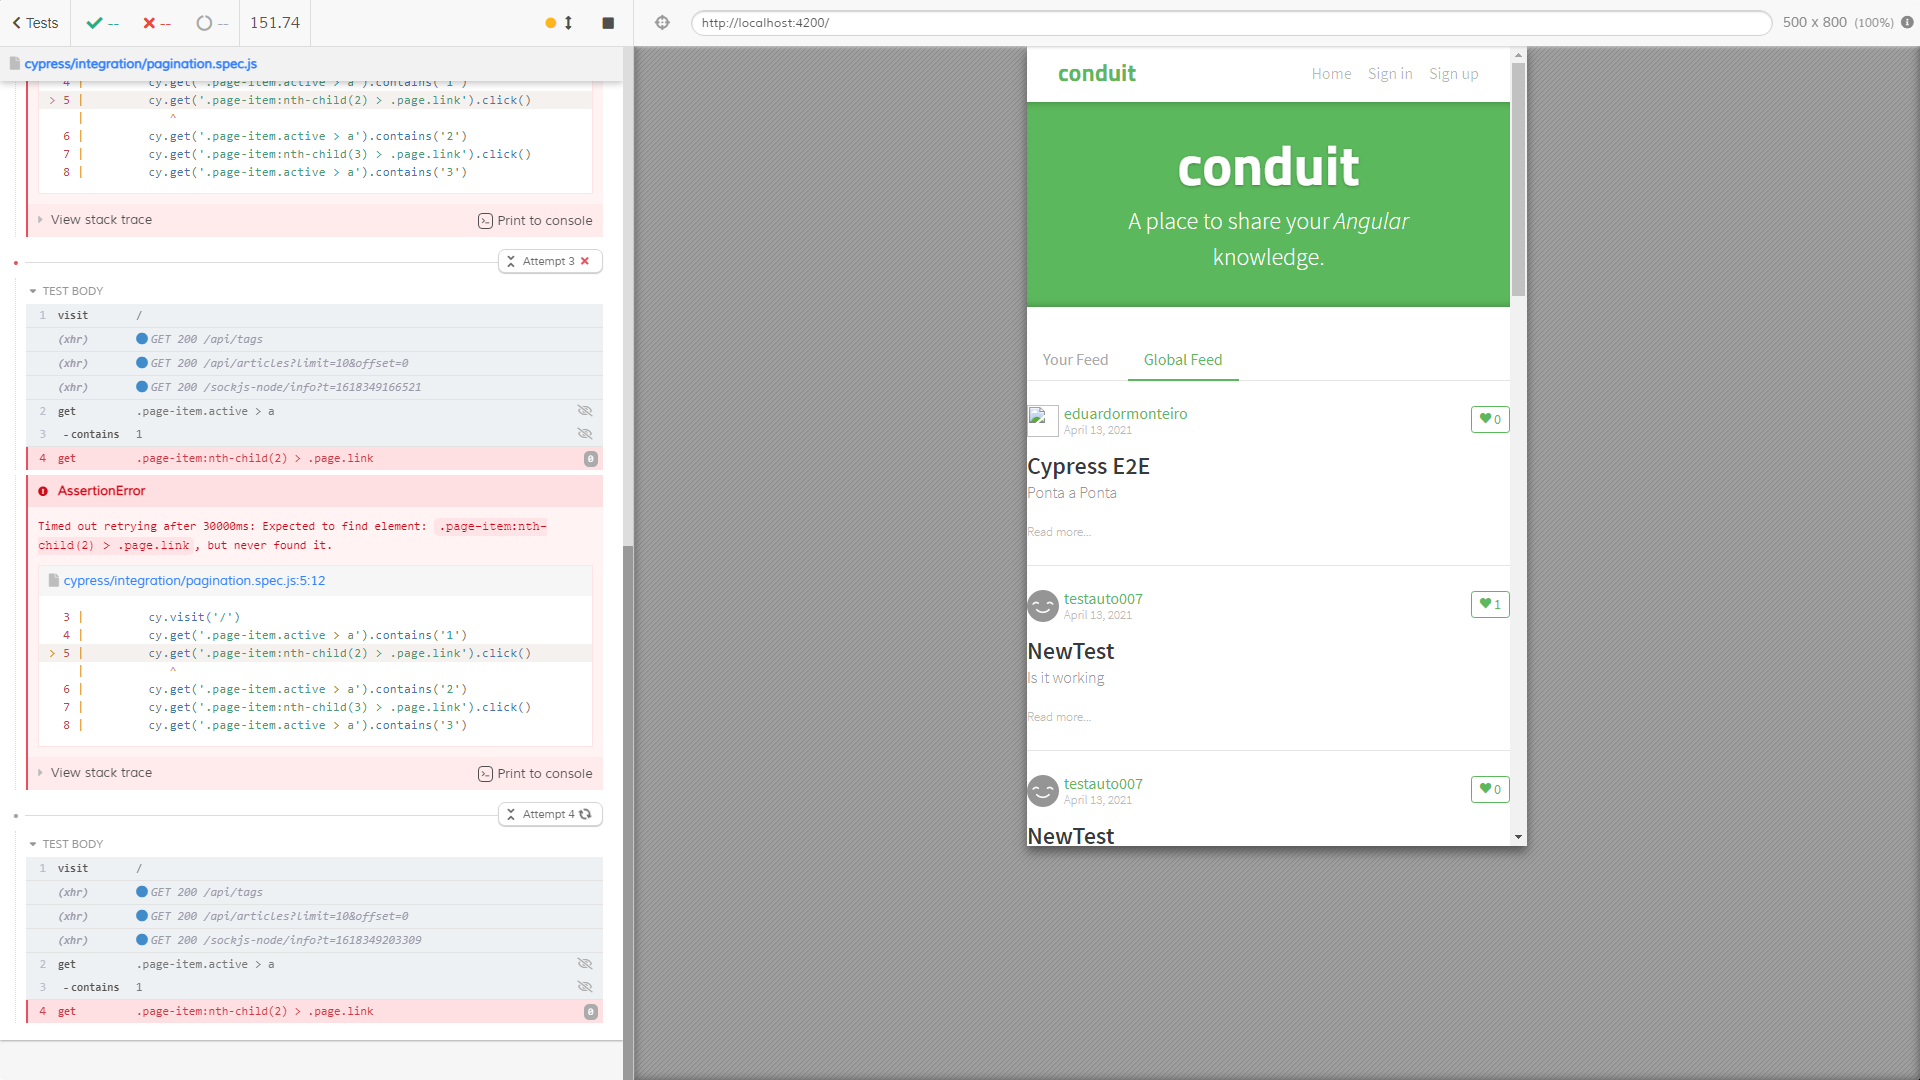 Tests
--
--
--
151.74
http://localhost:4200/
500 x 800 (100%)
cypress/integration/pagination.spec.js
4 | cy.get('.page-item.active > a').contains('1')
> 5 | cy.get('.page-item:nth-child(2) > .page.link').click()
| ^
6 | cy.get('.page-item.active > a').contains('2')
7 | cy.get('.page-item:nth-child(3) > .page.link').click()
8 | cy.get('.page-item.active > a').contains('3')
View stack trace
Print to console
Attempt 3
TEST BODY
1 visit /
(xhr) GET 200 /api/tags
(xhr) GET 200 /api/articles?limit=10&offset=0
(xhr) GET 200 /sockjs-node/info?t=1618349166521
2 get .page-item.active > a
3 -contains 1
4 get .page-item:nth-child(2) > .page.link 0
AssertionError
Timed out retrying after 30000ms: Expected to find element: .page-item:nth-
child(2) > .page.link, but never found it.
cypress/integration/pagination.spec.js:5:12
3 | cy.visit('/')
4 | cy.get('.page-item.active > a').contains('1')
> 5 | cy.get('.page-item:nth-child(2) > .page.link').click()
| ^
6 | cy.get('.page-item.active > a').contains('2')
7 | cy.get('.page-item:nth-child(3) > .page.link').click()
8 | cy.get('.page-item.active > a').contains('3')
View stack trace
Print to console
Attempt 4
TEST BODY
1 visit /
(xhr) GET 200 /api/tags
(xhr) GET 200 /api/articles?limit=10&offset=0
(xhr) GET 200 /sockjs-node/info?t=1618349203309
2 get .page-item.active > a
3 -contains 1
4 get .page-item:nth-child(2) > .page.link 0
conduit
Home Sign in Sign up
conduit
A place to share your Angular
knowledge.
Your Feed Global Feed
eduardormonteiro
April 13, 2021
0
Cypress E2E
Ponta a Ponta
Read more...
testauto007
April 13, 2021
1
NewTest
Is it working
Read more...
testauto007
April 13, 2021
0
NewTest